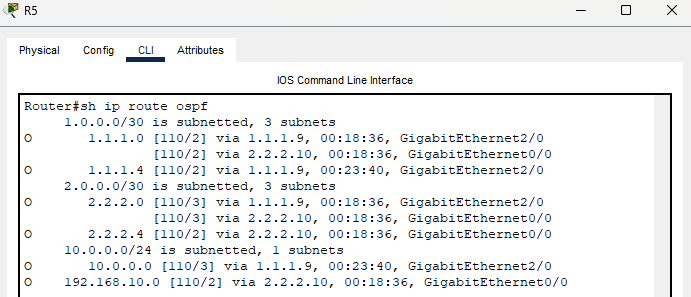 R5
Physical Config CLI Attributes
IOS Command Line Interface
Router#sh ip route ospf
     1.0.0.0/30 is subnetted, 3 subnets
O       1.1.1.0 [110/2] via 1.1.1.9, 00:18:36, GigabitEthernet2/0
                [110/2] via 2.2.2.10, 00:18:36, GigabitEthernet0/0
O       1.1.1.4 [110/2] via 1.1.1.9, 00:23:40, GigabitEthernet2/0
     2.0.0.0/30 is subnetted, 3 subnets
O       2.2.2.0 [110/3] via 1.1.1.9, 00:18:36, GigabitEthernet2/0
                [110/3] via 2.2.2.10, 00:18:36, GigabitEthernet0/0
O       2.2.2.4 [110/2] via 2.2.2.10, 00:18:36, GigabitEthernet0/0
     10.0.0.0/24 is subnetted, 1 subnets
O       10.0.0.0 [110/3] via 1.1.1.9, 00:23:40, GigabitEthernet2/0
O    192.168.10.0 [110/2] via 2.2.2.10, 00:18:36, GigabitEthernet0/0